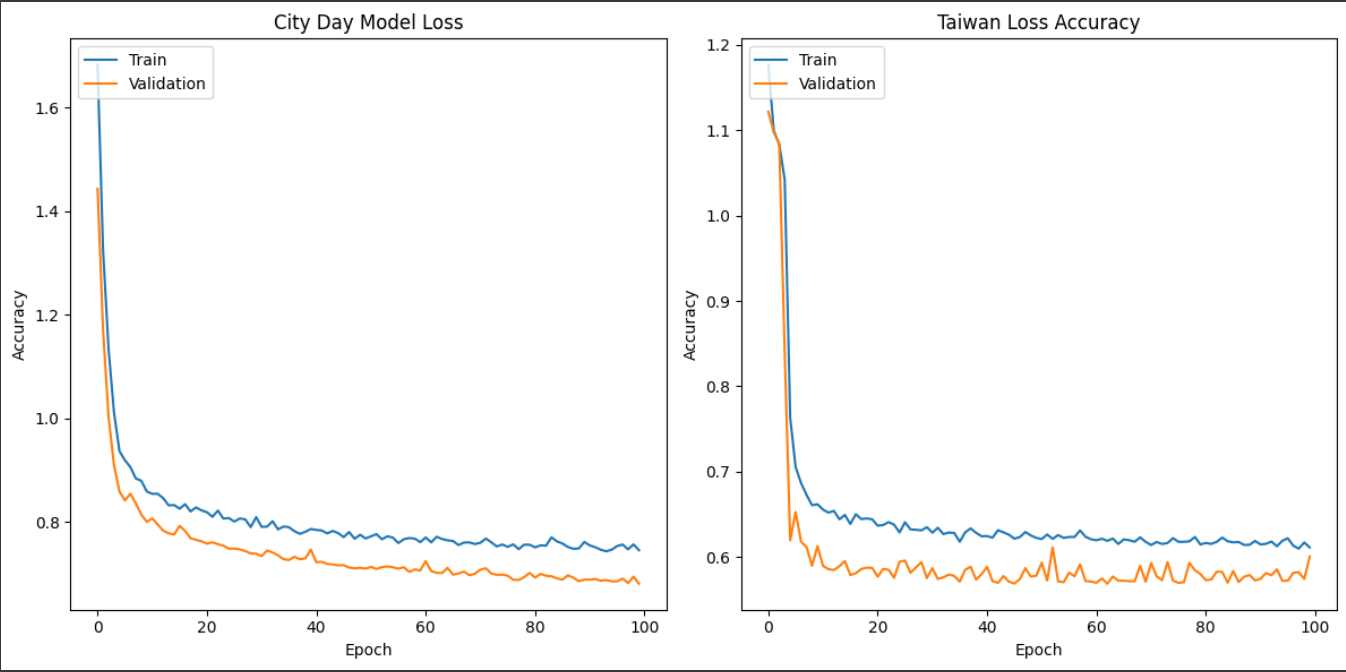 City Day Model Loss
Train
Validation
1.6
1.4
1.2
1.0
0.8
Accuracy
0 20 40 60 80 100
Epoch
Taiwan Loss Accuracy
Train
Validation
1.2
1.1
1.0
0.9
0.8
0.7
0.6
Accuracy
0 20 40 60 80 100
Epoch